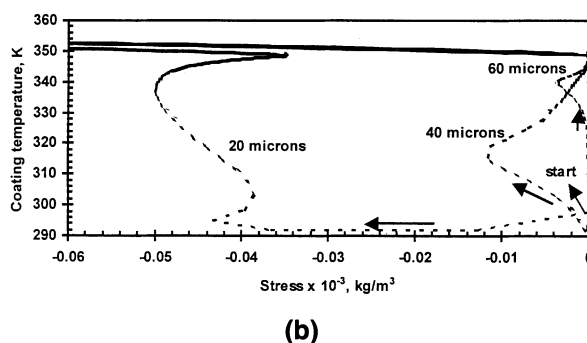 Coating temperature, K
360
350
340
330
320
310
300
290
60 microns
40 microns
20 microns
start
-0.06 -0.05 -0.04 -0.03 -0.02 -0.01
Stress x 10⁻³, kg/m³
(b)